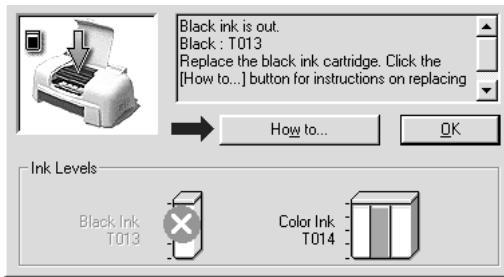 Black ink is out.
Black : T013
Replace the black ink cartridge. Click the
[How to...] button for instructions on replacing
How to...
OK
Ink Levels
Black Ink
T013
Color Ink
T014